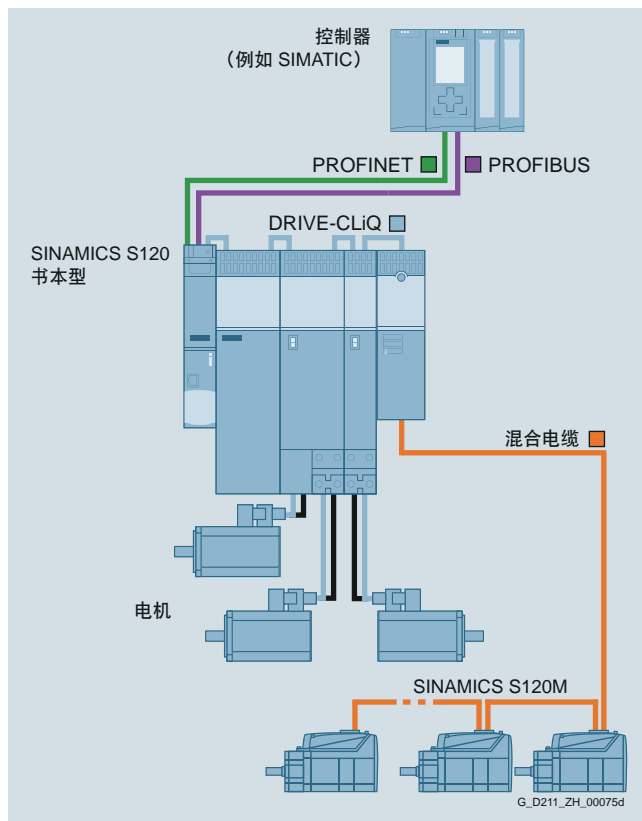 控制器
（例如 SIMATIC）
PROFINET
PROFIBUS
DRIVE-CLiQ
SINAMICS S120
书本型
混合电缆
电机
SINAMICS S120M
G_D211_ZH_00075d